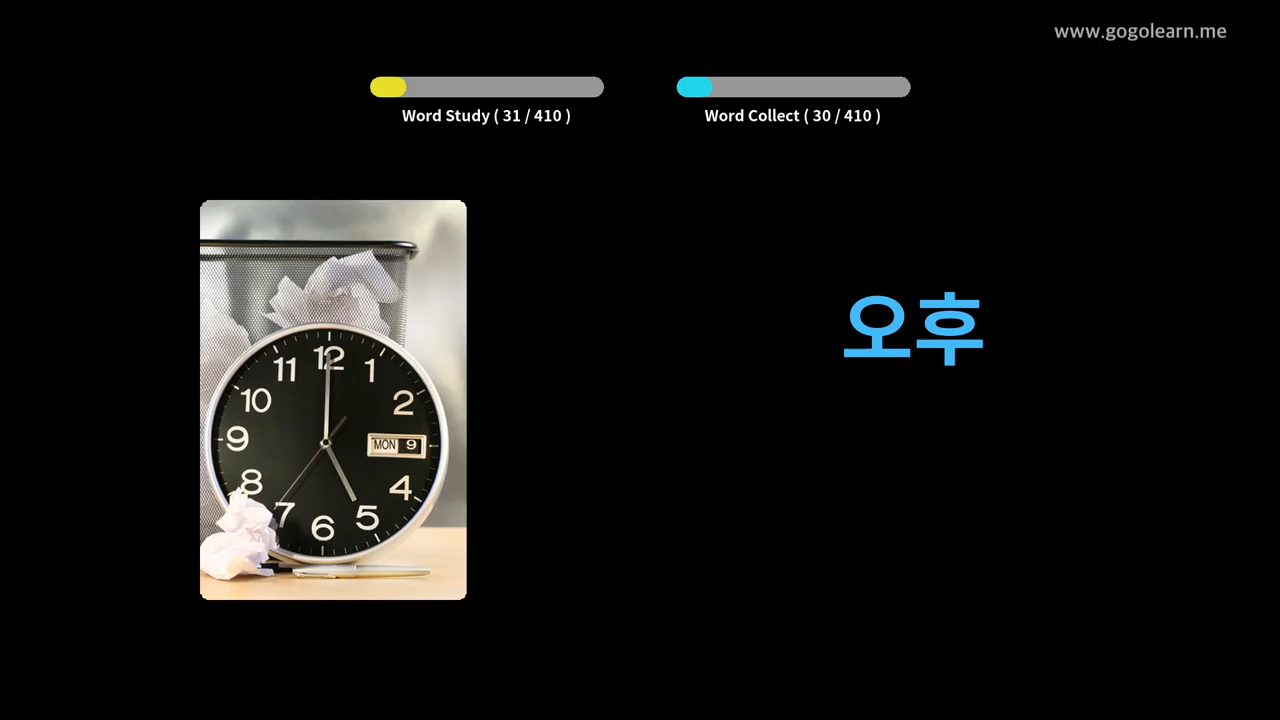 www.gogolearn.me
Word Study ( 31 / 410 )
Word Collect ( 30 / 410 )
오후
12
11
1
10
2
9
MON 9
8
4
7
5
6